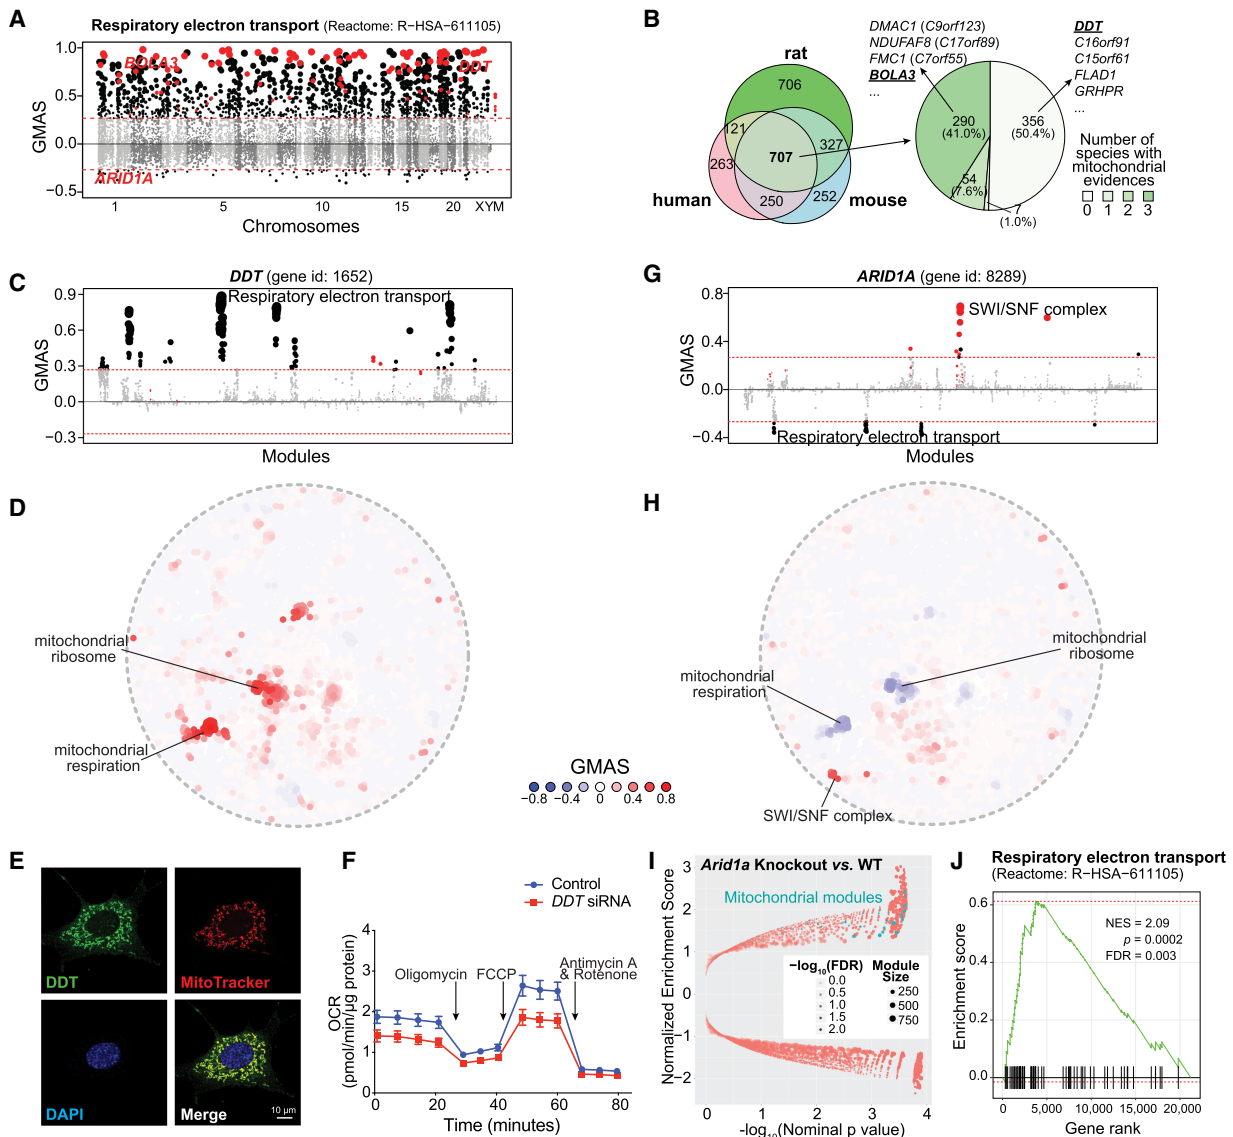 A
Respiratory electron transport (Reactome: R−HSA−611105)
GMAS
1.0
0.5
0.0
−0.5
BOLA3
DDT
ARID1A
1
5
10
15
20
XYM
Chromosomes
B
rat
706
121
327
707
263
250
252
human
mouse
DMAC1 (C9orf123)
NDUFAF8 (C17orf89)
FMC1 (C7orf55)
BOLA3
...
DDT
C16orf91
C15orf61
FLAD1
GRHPR
...
290
(41.0%)
356
(50.4%)
54
(7.6%)
7
(1.0%)
Number of
species with
mitochondrial
evidences
0 1 2 3
C
DDT (gene id: 1652)
Respiratory electron transport
GMAS
0.9
0.6
0.3
0.0
−0.3
Modules
G
ARID1A (gene id: 8289)
SWI/SNF complex
GMAS
0.8
0.4
0.0
−0.4
Respiratory electron transport
Modules
D
mitochondrial
ribosome
mitochondrial
respiration
GMAS
−0.8 −0.4 0 0.4 0.8
H
mitochondrial
ribosome
mitochondrial
respiration
SWI/SNF complex
E
DDT
MitoTracker
DAPI
Merge
10 µm
F
Control
DDT siRNA
OCR
(pmol/min/µg protein)
4
3
2
1
0
Oligomycin
FCCP
Antimycin A
& Rotenone
0 20 40 60 80
Time (minutes)
I
Arid1a Knockout vs. WT
Mitochondrial modules
Normalized Enrichment Score
3
2
1
0
−1
−2
−log10(FDR)
0.0
0.5
1.0
1.5
2.0
Module
Size
250
500
750
0 1 2 3 4
-log10(Nominal p value)
J
Respiratory electron transport
(Reactome: R−HSA−611105)
Enrichment score
0.6
0.4
0.2
0.0
NES = 2.09
p = 0.0002
FDR = 0.003
0 5,000 10,000 15,000 20,000
Gene rank